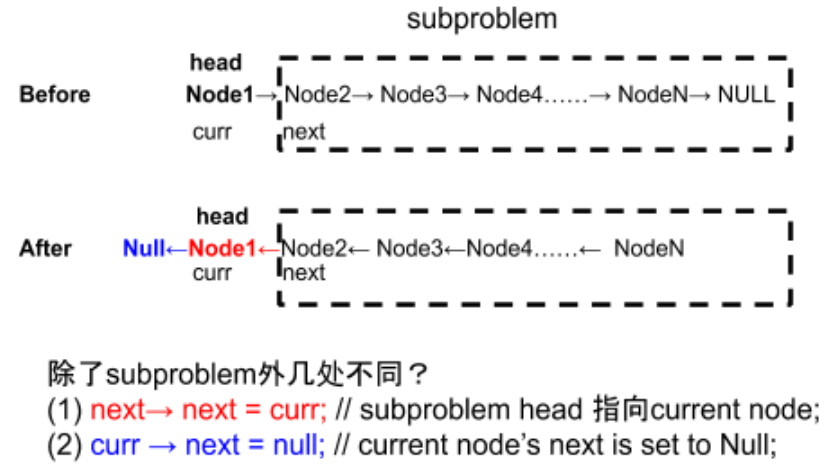 subproblem
head
Before Node1→ Node2→ Node3→ Node4......→ NodeN→ NULL
curr next
head
After Null←Node1←Node2← Node3←Node4......← NodeN
curr next
除了subproblem外几处不同？
(1) next→ next = curr; // subproblem head 指向current node;
(2) curr → next = null; // current node's next is set to Null;